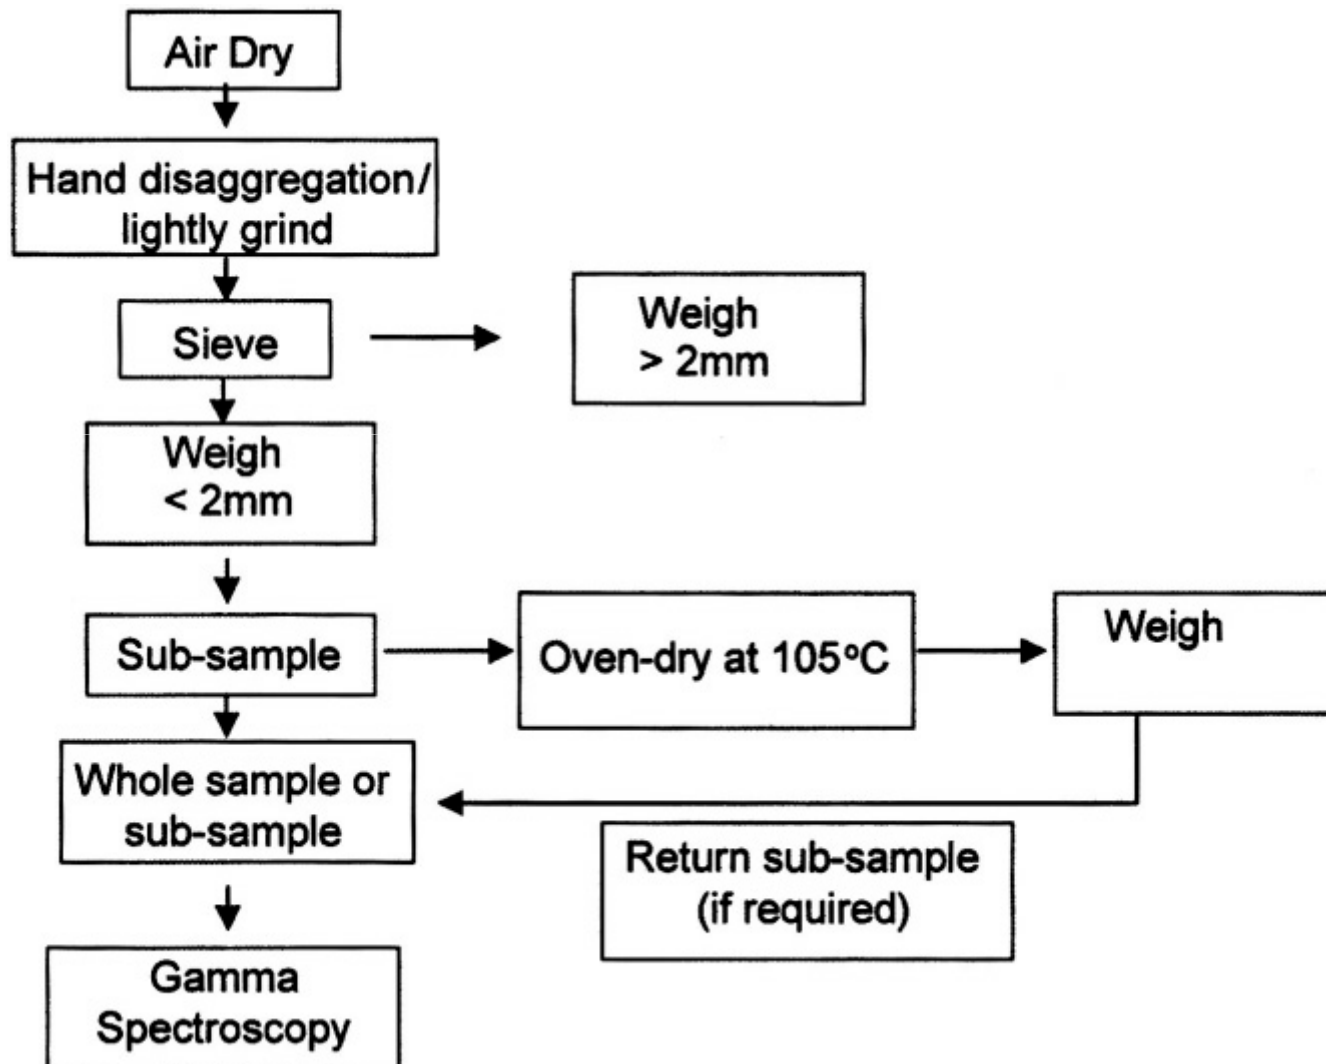 Air Dry
Hand disaggregation/
lightly grind
Sieve
Weigh
> 2mm
Weigh
< 2mm
Sub-sample
Oven-dry at 105°C
Weigh
Whole sample or
sub-sample
Return sub-sample
(if required)
Gamma
Spectroscopy